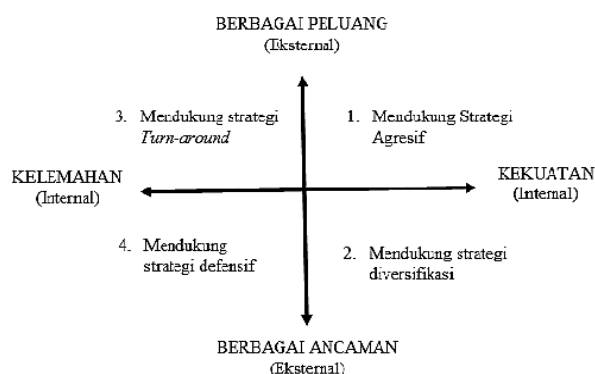 BERBAGAI PELUANG
(Eksternal)
3. Mendukung strategi
Turn-around
1. Mendukung Strategi
Agresif
KELEMAHAN
(Internal)
KEKUATAN
(Internal)
4. Mendukung
strategi defensif
2. Mendukung strategi
diversifikasi
BERBAGAI ANCAMAN
(Eksternal)